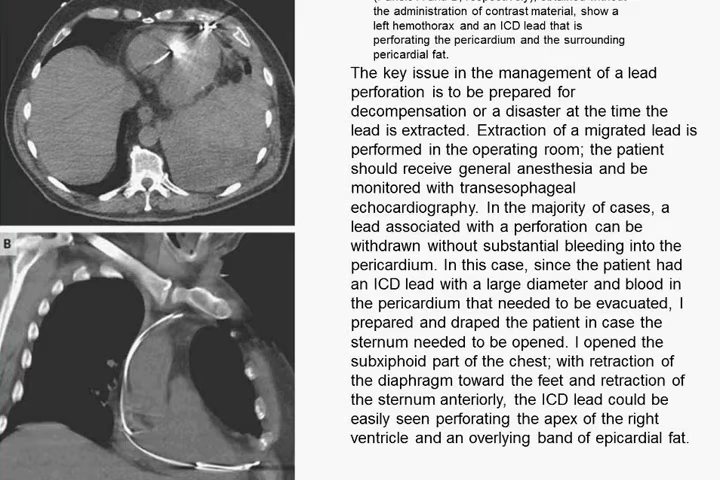 the administration of contrast material, show a
left hemothorax and an ICD lead that is
perforating the pericardium and the surrounding
pericardial fat.
The key issue in the management of a lead
perforation is to be prepared for
decompensation or a disaster at the time the
lead is extracted. Extraction of a migrated lead is
performed in the operating room; the patient
should receive general anesthesia and be
monitored with transesophageal
echocardiography. In the majority of cases, a
lead associated with a perforation can be
withdrawn without substantial bleeding into the
pericardium. In this case, since the patient had
an ICD lead with a large diameter and blood in
the pericardium that needed to be evacuated, I
prepared and draped the patient in case the
sternum needed to be opened. I opened the
subxiphoid part of the chest; with retraction of
the diaphragm toward the feet and retraction of
the sternum anteriorly, the ICD lead could be
easily seen perforating the apex of the right
ventricle and an overlying band of epicardial fat.
B